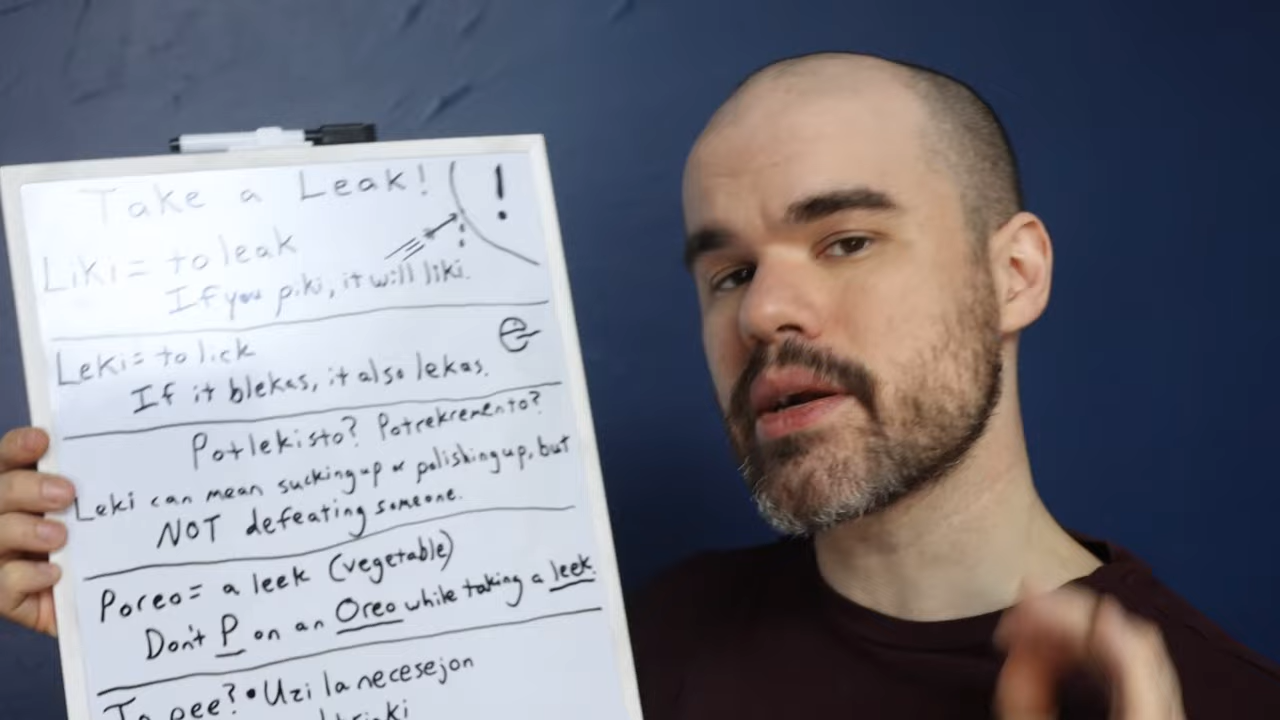 Take a Leak! !
Liki = to leak
If you piki, it will liki.
Leki = to lick
If it blekas, it also lekas.
Potlekisto? Potrekremento?
Leki can mean sucking up or polishing up, but
NOT defeating someone.
Poreo = a leek (vegetable)
Don't P on an Oreo while taking a leek.
To pee? • Uzi la necesejon